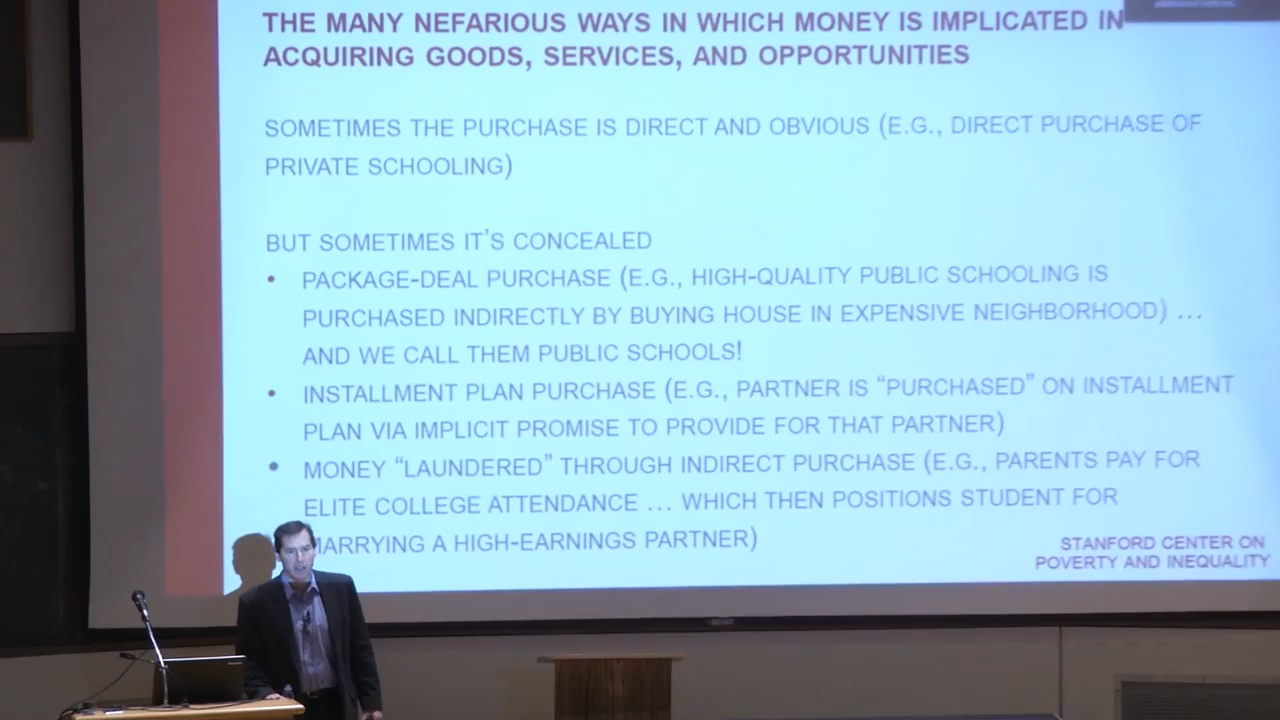 THE MANY NEFARIOUS WAYS IN WHICH MONEY IS IMPLICATED IN
ACQUIRING GOODS, SERVICES, AND OPPORTUNITIES
SOMETIMES THE PURCHASE IS DIRECT AND OBVIOUS (E.G., DIRECT PURCHASE OF
PRIVATE SCHOOLING)
BUT SOMETIMES IT'S CONCEALED
• PACKAGE-DEAL PURCHASE (E.G., HIGH-QUALITY PUBLIC SCHOOLING IS
PURCHASED INDIRECTLY BY BUYING HOUSE IN EXPENSIVE NEIGHBORHOOD) ...
AND WE CALL THEM PUBLIC SCHOOLS!
• INSTALLMENT PLAN PURCHASE (E.G., PARTNER IS "PURCHASED" ON INSTALLMENT
PLAN VIA IMPLICIT PROMISE TO PROVIDE FOR THAT PARTNER)
• MONEY "LAUNDERED" THROUGH INDIRECT PURCHASE (E.G., PARENTS PAY FOR
ELITE COLLEGE ATTENDANCE ... WHICH THEN POSITIONS STUDENT FOR
MARRYING A HIGH-EARNINGS PARTNER)
STANFORD CENTER ON
POVERTY AND INEQUALITY